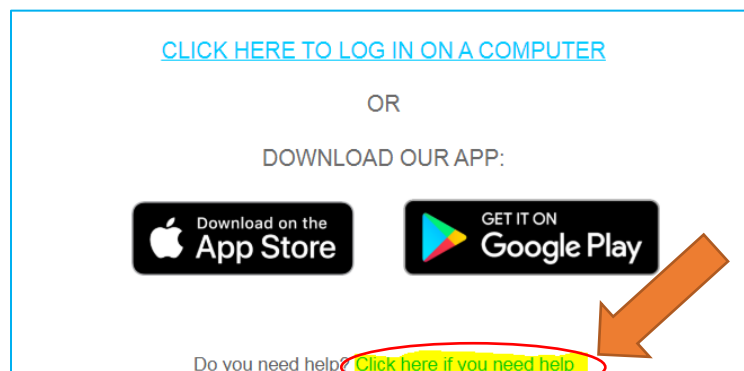 CLICK HERE TO LOG IN ON A COMPUTER
OR
DOWNLOAD OUR APP:
Download on the
App Store
GET IT ON
Google Play
Do you need help? Click here if you need help